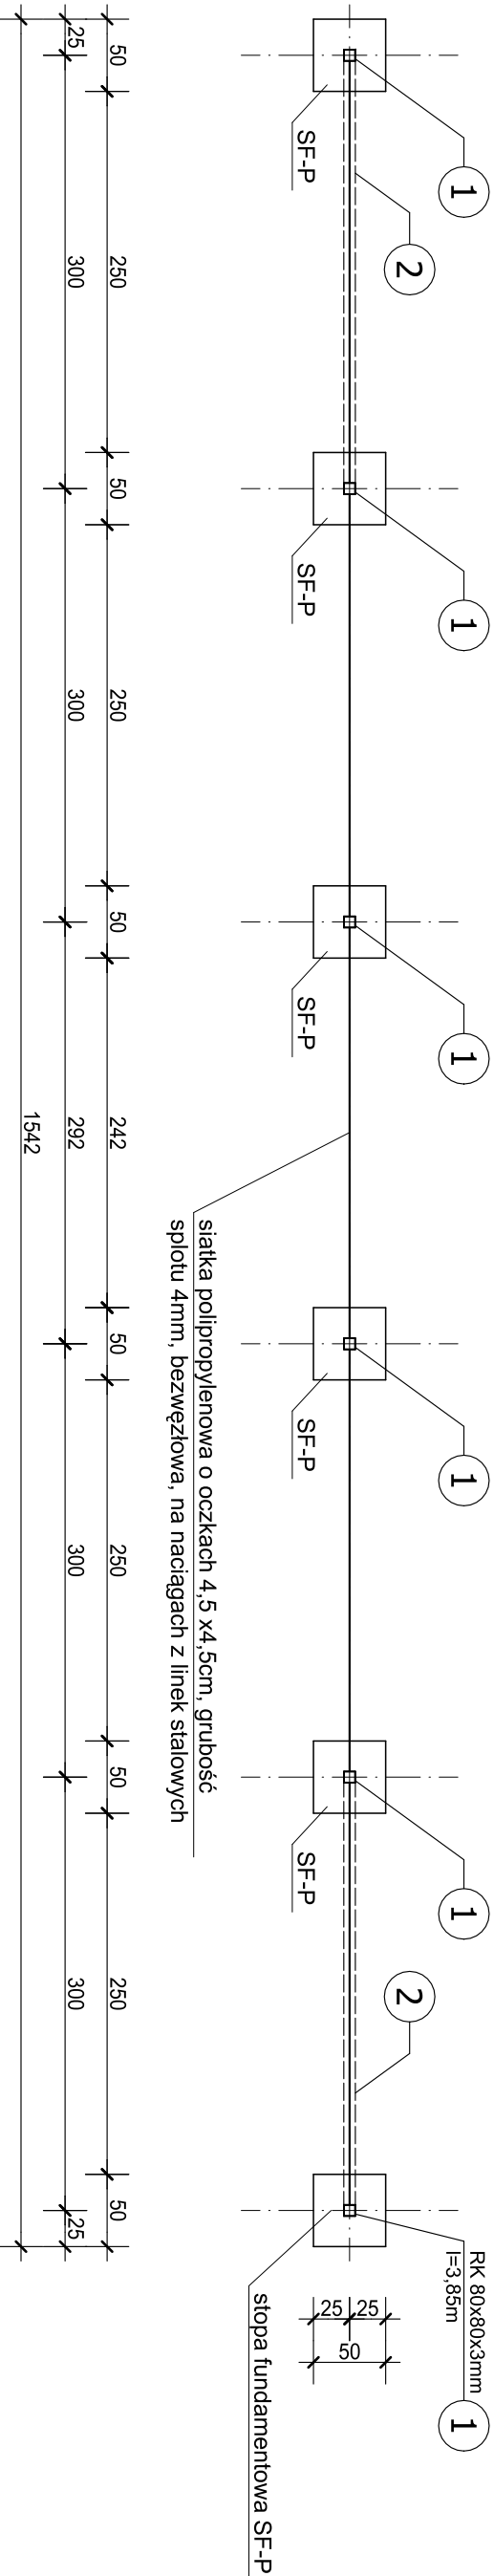 1
1
1
1
1
RK 80x80x3mm
l=3,85m
1
2
2
25
25
50
SF-P
SF-P
SF-P
SF-P
SF-P
stopa fundamentowa SF-P
siatka polipropylenowa o oczkach 4,5 x4,5cm, grubość
splotu 4mm, bezwęzłowa, na naciągach z linek stalowych
50 250 50 250 50 242 50 250 50 250 50
25 300 300 292 300 300 25
1542